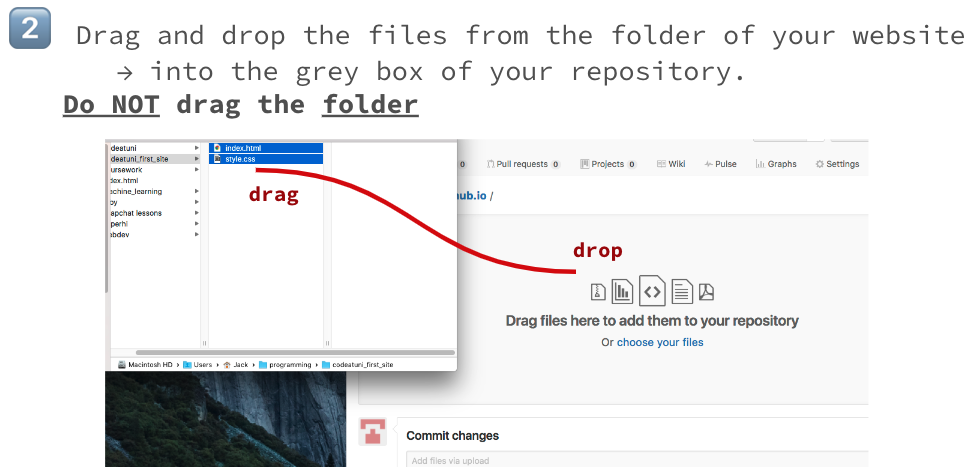 2 Drag and drop the files from the folder of your website
→ into the grey box of your repository.
Do NOT drag the folder
deatuni
deatuni_first_site
ursework
dex.html
achine_learning
by
apchat lessons
perhi
ebdev
index.html
style.css
drag
0 Pull requests 0 Projects 0 Wiki Pulse Graphs Settings
ub.io /
drop
Drag files here to add them to your repository
Or choose your files
Macintosh HD › Users › Jack › programming › codeatuni_first_site
Commit changes
Add files via upload